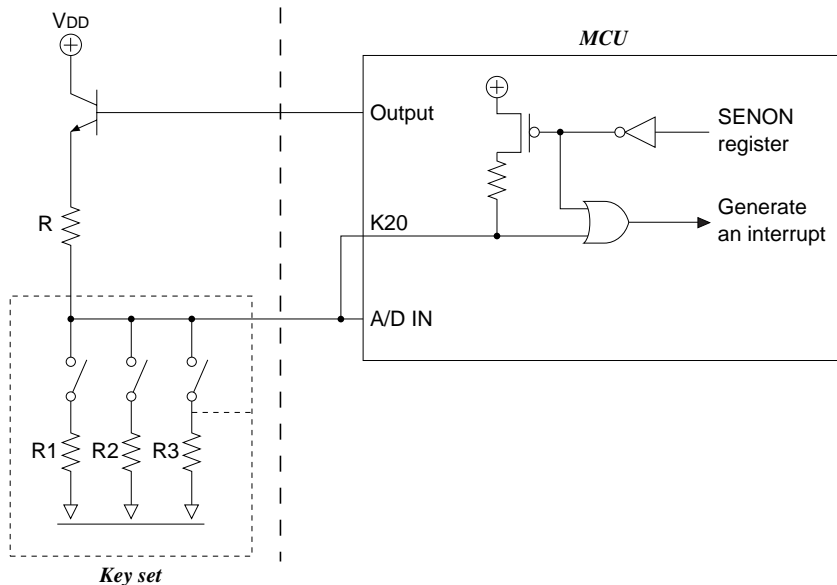 VDD
MCU
Output
SENON
register
R
K20
Generate
an interrupt
A/D IN
R1
R2
R3
Key set